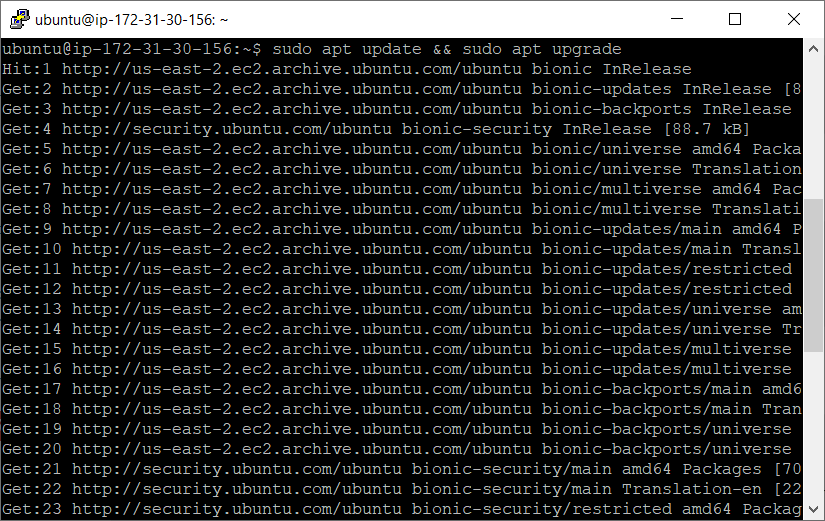 ubuntu@ip-172-31-30-156: ~
ubuntu@ip-172-31-30-156:~$ sudo apt update && sudo apt upgrade
Hit:1 http://us-east-2.ec2.archive.ubuntu.com/ubuntu bionic InRelease
Get:2 http://us-east-2.ec2.archive.ubuntu.com/ubuntu bionic-updates InRelease [8
Get:3 http://us-east-2.ec2.archive.ubuntu.com/ubuntu bionic-backports InRelease
Get:4 http://security.ubuntu.com/ubuntu bionic-security InRelease [88.7 kB]
Get:5 http://us-east-2.ec2.archive.ubuntu.com/ubuntu bionic/universe amd64 Packa
Get:6 http://us-east-2.ec2.archive.ubuntu.com/ubuntu bionic/universe Translation
Get:7 http://us-east-2.ec2.archive.ubuntu.com/ubuntu bionic/multiverse amd64 Pac
Get:8 http://us-east-2.ec2.archive.ubuntu.com/ubuntu bionic/multiverse Translati
Get:9 http://us-east-2.ec2.archive.ubuntu.com/ubuntu bionic-updates/main amd64 P
Get:10 http://us-east-2.ec2.archive.ubuntu.com/ubuntu bionic-updates/main Transl
Get:11 http://us-east-2.ec2.archive.ubuntu.com/ubuntu bionic-updates/restricted
Get:12 http://us-east-2.ec2.archive.ubuntu.com/ubuntu bionic-updates/restricted
Get:13 http://us-east-2.ec2.archive.ubuntu.com/ubuntu bionic-updates/universe am
Get:14 http://us-east-2.ec2.archive.ubuntu.com/ubuntu bionic-updates/universe Tr
Get:15 http://us-east-2.ec2.archive.ubuntu.com/ubuntu bionic-updates/multiverse
Get:16 http://us-east-2.ec2.archive.ubuntu.com/ubuntu bionic-updates/multiverse
Get:17 http://us-east-2.ec2.archive.ubuntu.com/ubuntu bionic-backports/main amd6
Get:18 http://us-east-2.ec2.archive.ubuntu.com/ubuntu bionic-backports/main Tran
Get:19 http://us-east-2.ec2.archive.ubuntu.com/ubuntu bionic-backports/universe
Get:20 http://us-east-2.ec2.archive.ubuntu.com/ubuntu bionic-backports/universe
Get:21 http://security.ubuntu.com/ubuntu bionic-security/main amd64 Packages [70
Get:22 http://security.ubuntu.com/ubuntu bionic-security/main Translation-en [22
Get:23 http://security.ubuntu.com/ubuntu bionic-security/restricted amd64 Packag